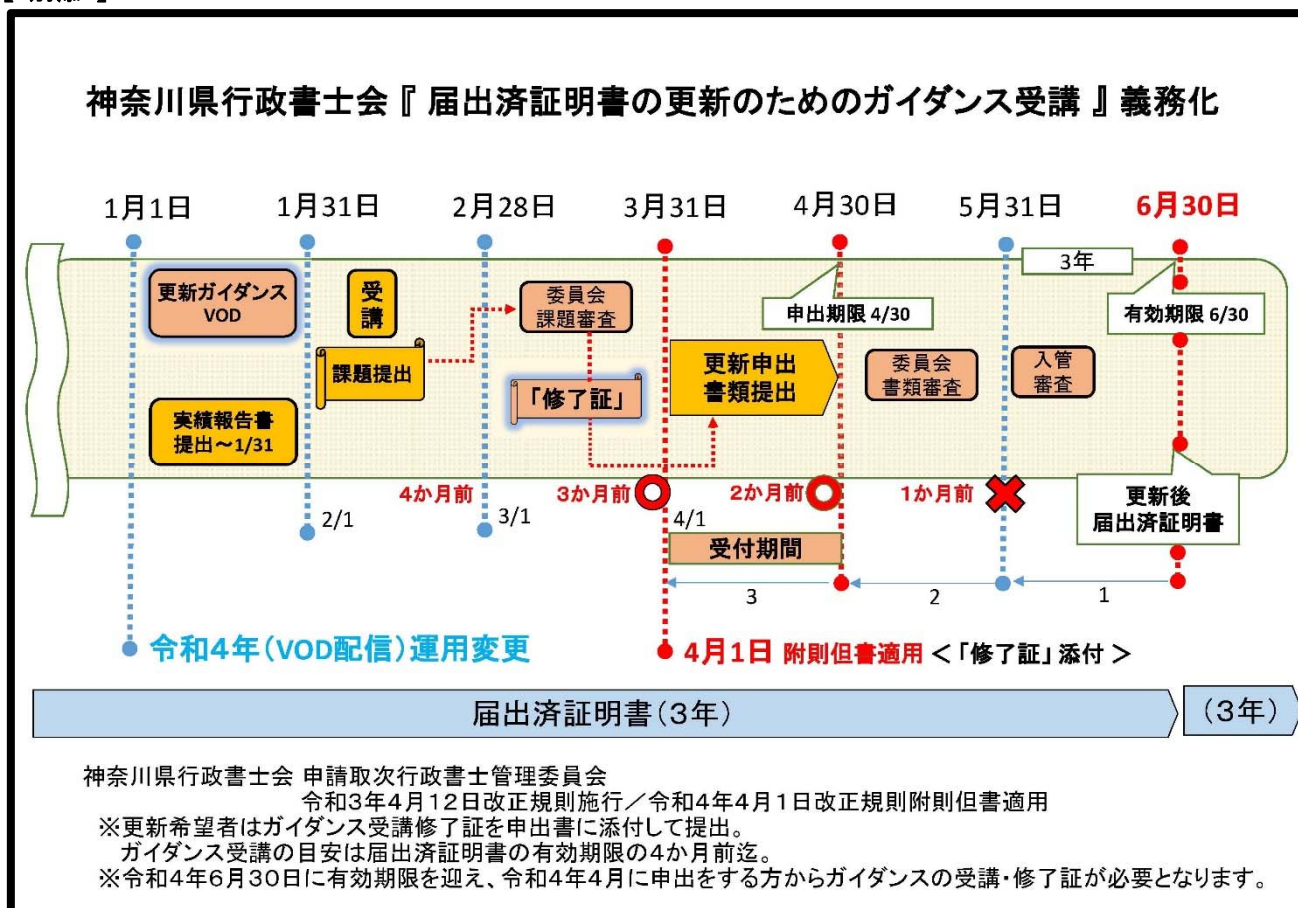 神奈川県行政書士会『 届出済証明書の更新のためのガイダンス受講 』義務化
1月1日
1月31日
2月28日
3月31日
4月30日
5月31日
6月30日
3年
更新ガイダンス
VOD
受
講
委員会
課題審査
申出期限 4/30
有効期限 6/30
課題提出
更新申出
書類提出
委員会
書類審査
入管
審査
「修了証」
実績報告書
提出～1/31
4か月前
3か月前
2か月前
1か月前
更新後
届出済証明書
2/1
3/1
4/1
受付期間
3
2
1
令和4年(VOD配信)運用変更
4月1日 附則但書適用 <「修了証」添付 >
届出済証明書(3年)
(3年)
神奈川県行政書士会 申請取次行政書士管理委員会
令和3年4月12日改正規則施行／令和4年4月1日改正規則附則但書適用
※更新希望者はガイダンス受講修了証を申出書に添付して提出。
ガイダンス受講の目安は届出済証明書の有効期限の4か月前迄。
※令和4年6月30日に有効期限を迎え、令和4年4月に申出をする方からガイダンスの受講・修了証が必要となります。